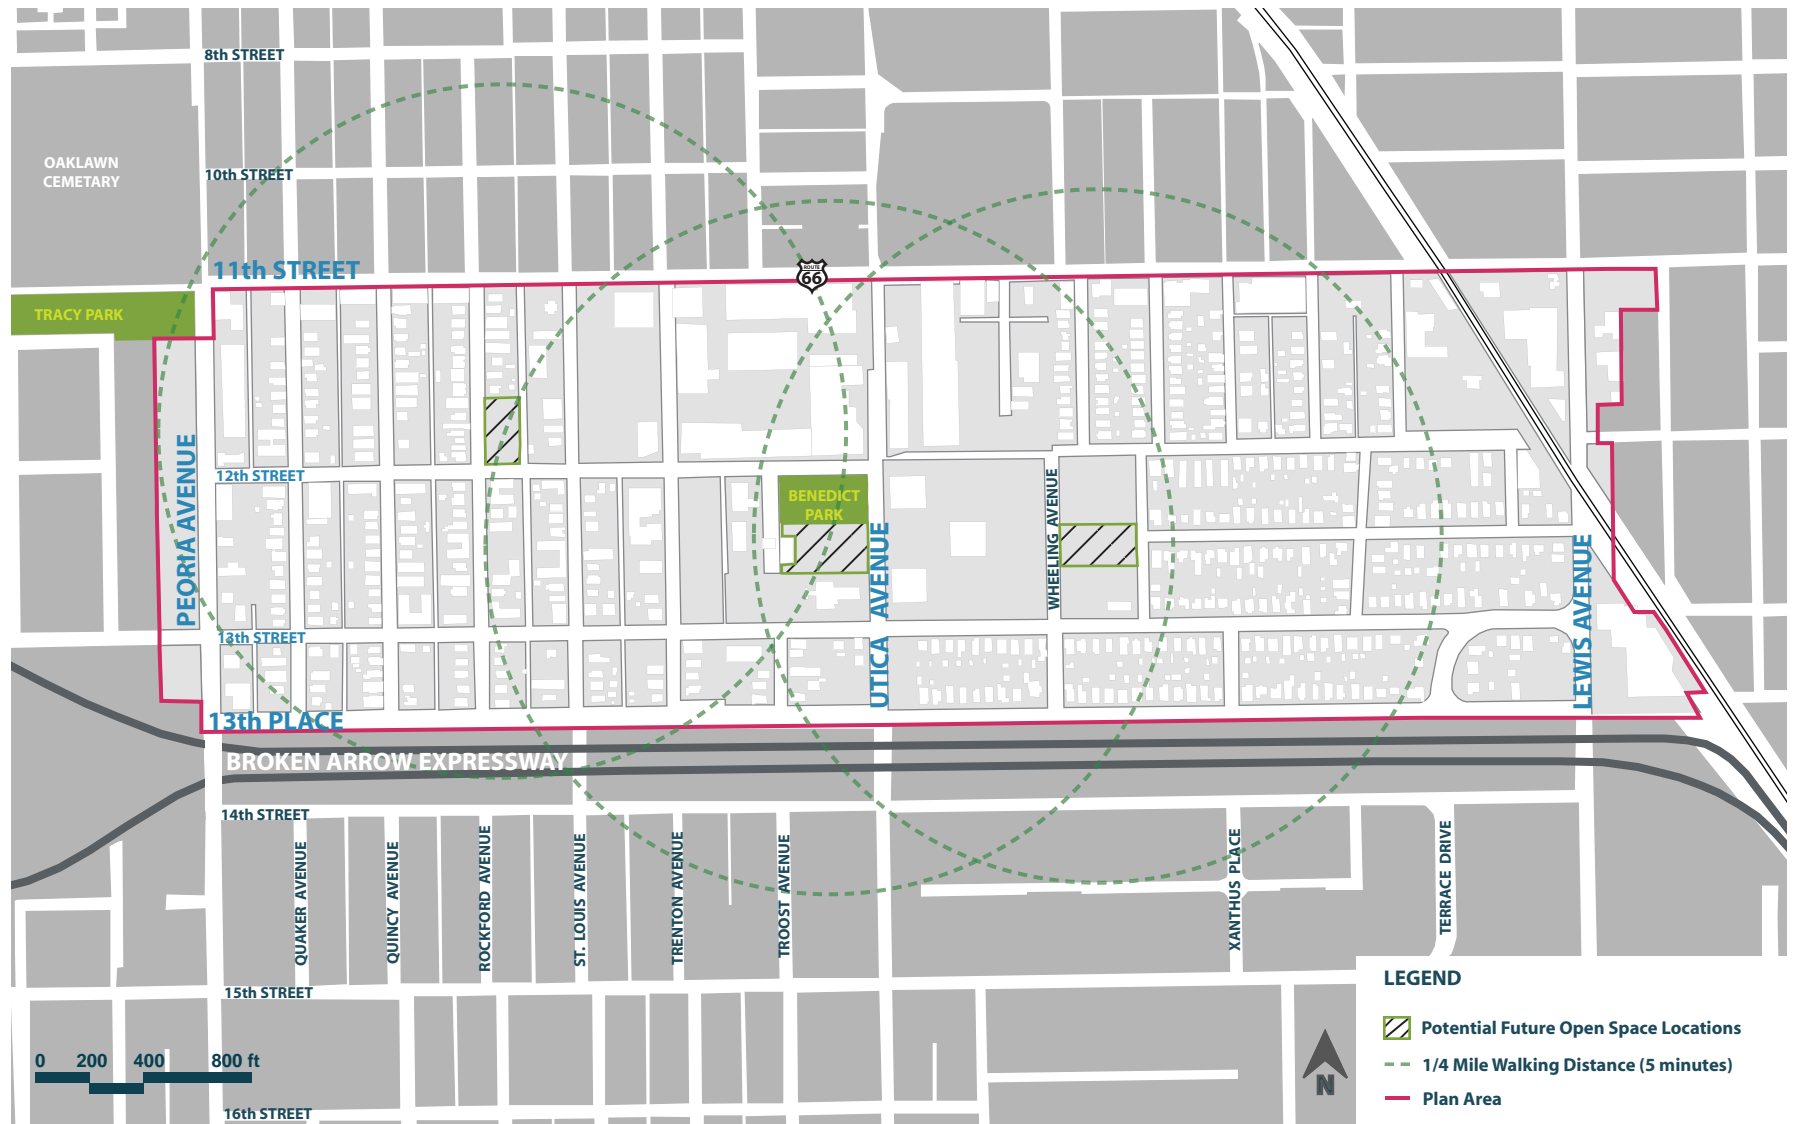 8th STREET
OAKLAWN
CEMETARY
10th STREET
11th STREET
ROUTE
66
TRACY PARK
PEORIA AVENUE
12th STREET
BENEDICT
PARK
UTICA AVENUE
WHEELING AVENUE
LEWIS AVENUE
13th STREET
13th PLACE
BROKEN ARROW EXPRESSWAY
14th STREET
QUAKER AVENUE
QUINCY AVENUE
ROCKFORD AVENUE
ST. LOUIS AVENUE
TRENTON AVENUE
TROOST AVENUE
XANTHUS PLACE
TERRACE DRIVE
15th STREET
16th STREET
0 200 400 800 ft
N
LEGEND
Potential Future Open Space Locations
1/4 Mile Walking Distance (5 minutes)
Plan Area